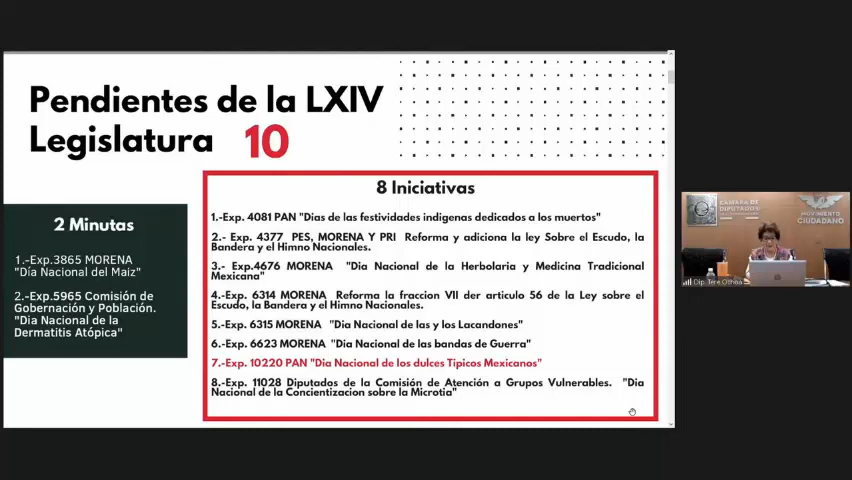 Pendientes de la LXIV
Legislatura 10
2 Minutas
1.-Exp.3865 MORENA
"Día Nacional del Maiz"
2.-Exp.5965 Comisión de
Gobernación y Población.
"Dia Nacional de la
Dermatitis Atópica"
8 Iniciativas
1.-Exp. 4081 PAN "Dias de las festividades indigenas dedicados a los muertos"
2.- Exp. 4377 PES, MORENA Y PRI Reforma y adiciona la ley Sobre el Escudo, la
Bandera y el Himno Nacionales.
3.- Exp.4676 MORENA "Dia Nacional de la Herbolaria y Medicina Tradicional
Mexicana"
4.-Exp. 6314 MORENA Reforma la fraccion VII der articulo 56 de la Ley sobre el
Escudo, la Bandera y el Himno Nacionales.
5.-Exp. 6315 MORENA "Dia Nacional de las y los Lacandones"
6.-Exp. 6623 MORENA "Dia Nacional de las bandas de Guerra"
7.-Exp. 10220 PAN "Dia Nacional de los dulces Tipicos Mexicanos"
8.-Exp. 11028 Diputados de la Comisión de Atención a Grupos Vulnerables. "Dia
Nacional de la Concientizacion sobre la Microtia"
CÁMARA DE
DIPUTADOS
MOVIMIENTO
CIUDADANO
Dip. Tere Ochoa